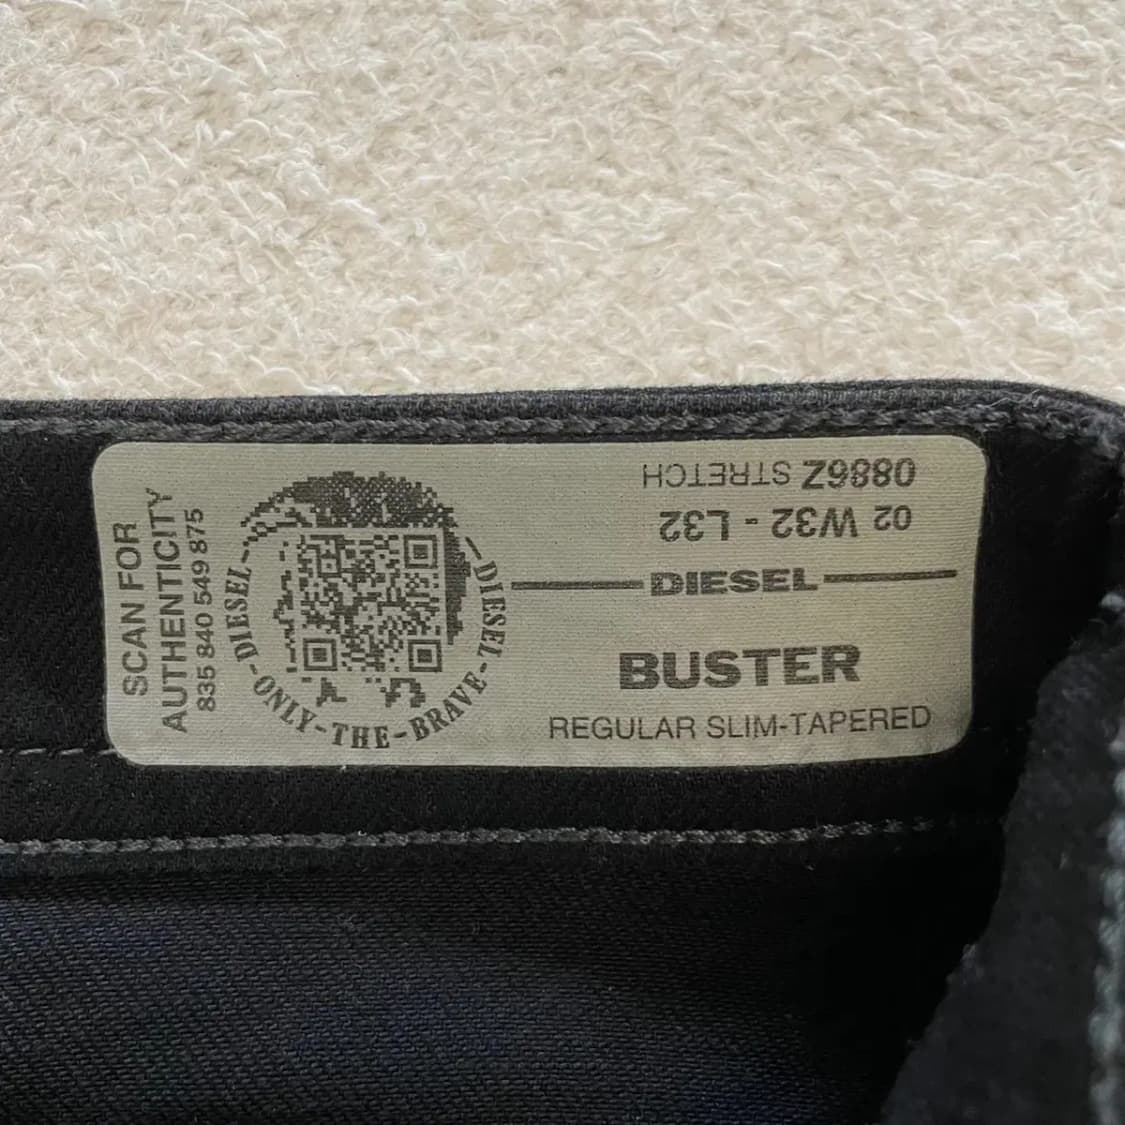 SCAN FOR
AUTHENTICITY
835 840 549 875
DIESEL-ONLY-THE-BRAVE-DIESEL
0886Z STRETCH
02 W32 - L32
DIESEL
BUSTER
REGULAR SLIM-TAPERED